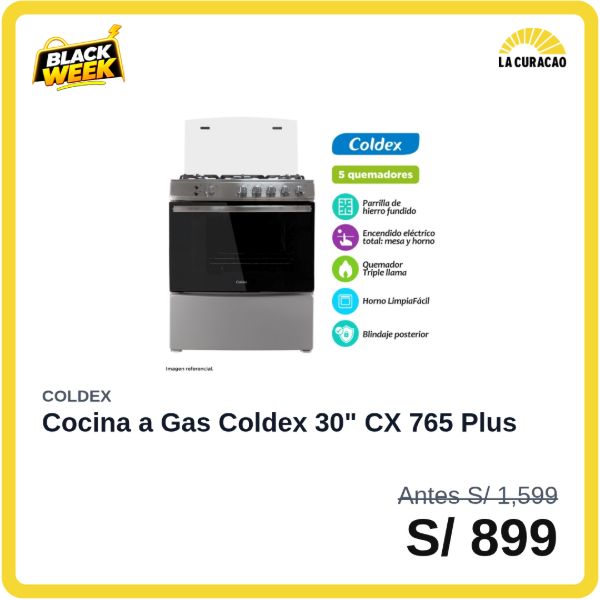 BLACK
WEEK
LA CURACAO
Coldex
5 quemadores
Parrilla de
hierro fundido
Encendido eléctrico
total: mesa y horno
Quemador
Triple llama
Horno LimpiaFácil
Blindaje posterior
Coldex
Imagen referencial.
COLDEX
Cocina a Gas Coldex 30" CX 765 Plus
Antes S/ 1,599
S/ 899